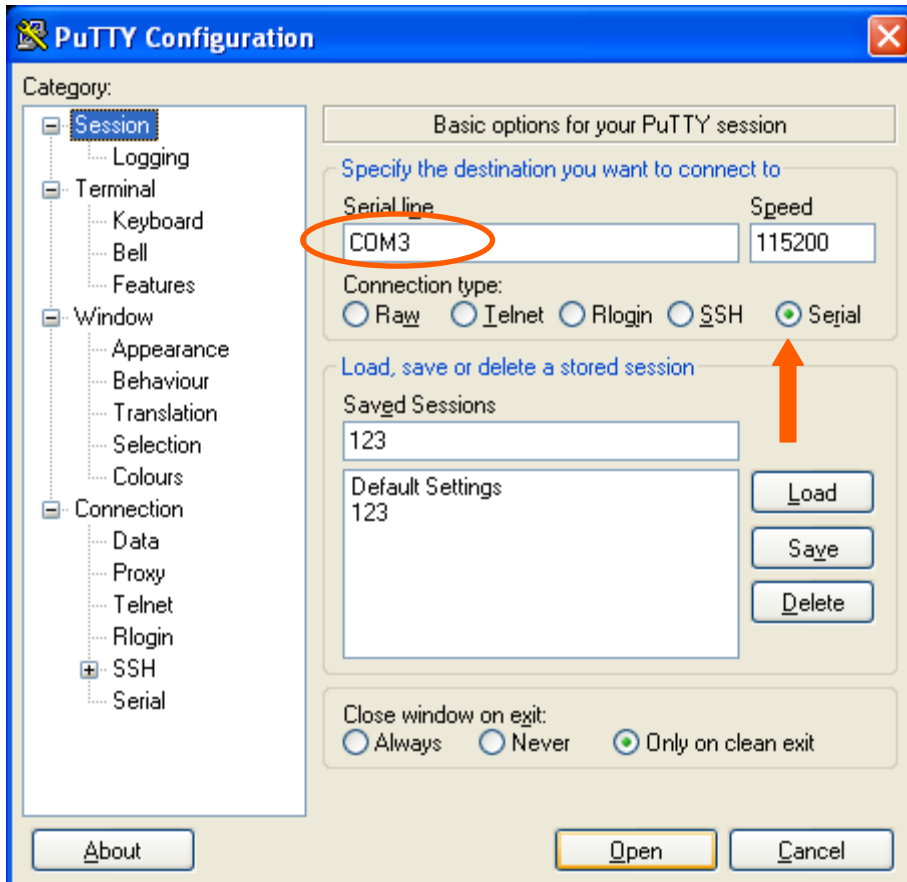 PuTTY Configuration
Category:
Session
Logging
Terminal
Keyboard
Bell
Features
Window
Appearance
Behaviour
Translation
Selection
Colours
Connection
Data
Proxy
Telnet
Rlogin
SSH
Serial
Basic options for your PuTTY session
Specify the destination you want to connect to
Serial line Speed
COM3 115200
Connection type:
Raw Telnet Rlogin SSH Serial
Load, save or delete a stored session
Saved Sessions
123
Default Settings
123
Load
Save
Delete
Close window on exit:
Always Never Only on clean exit
About Open Cancel